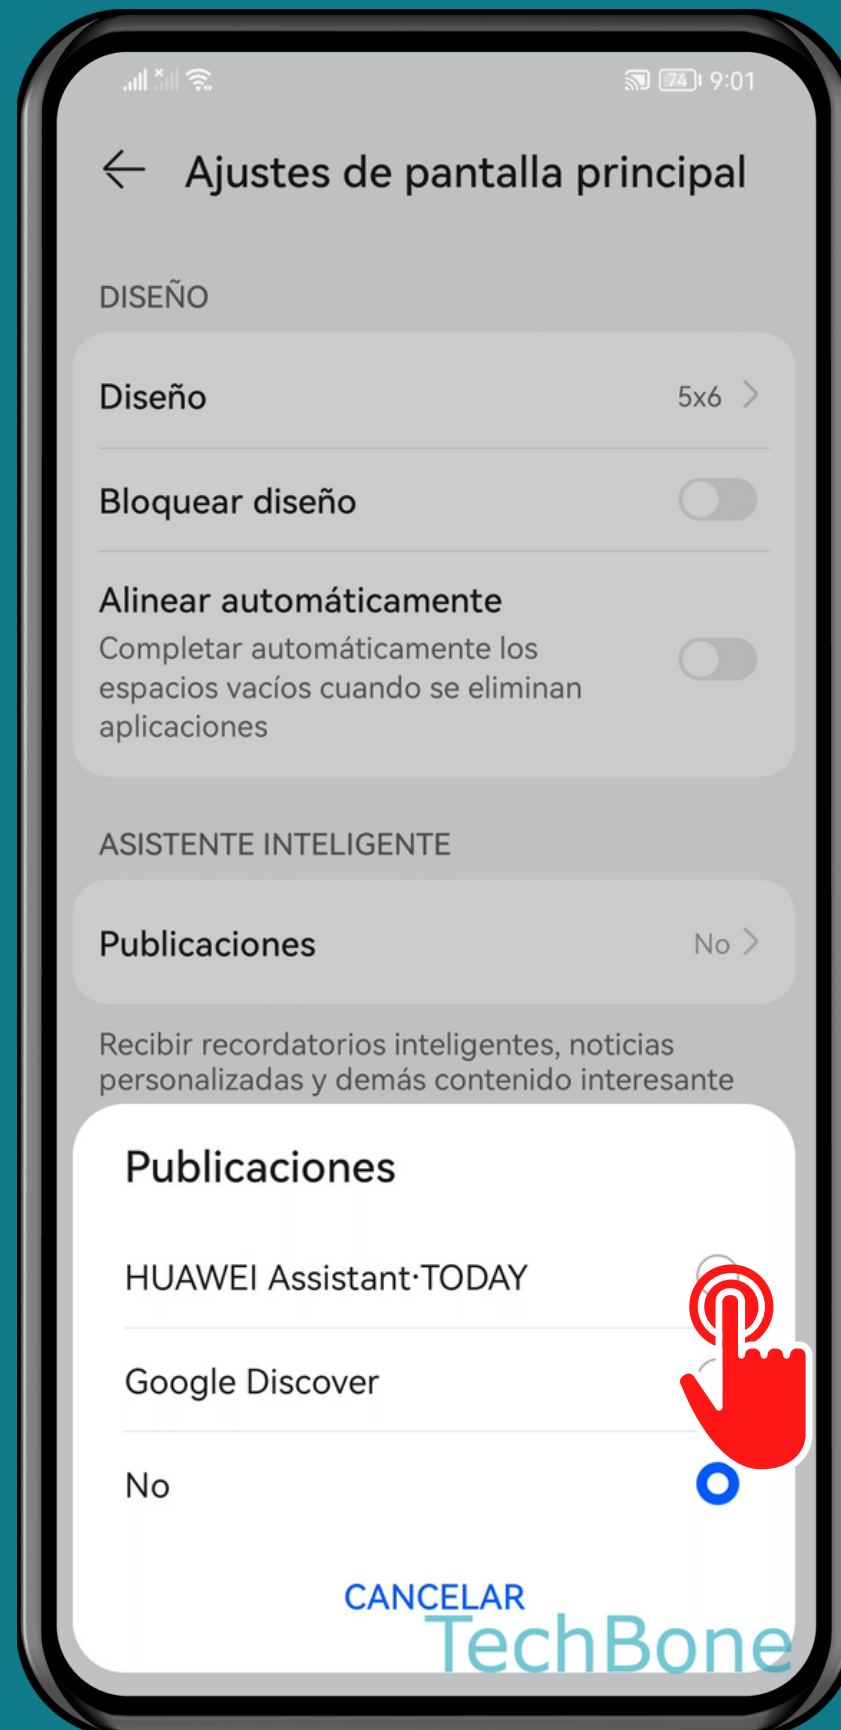 74 9:01
Ajustes de pantalla principal
DISEÑO
Diseño 5x6
Bloquear diseño
Alinear automáticamente
Completar automáticamente los
espacios vacíos cuando se eliminan
aplicaciones
ASISTENTE INTELIGENTE
Publicaciones No
Recibir recordatorios inteligentes, noticias
personalizadas y demás contenido interesante
Publicaciones
HUAWEI Assistant·TODAY
Google Discover
No
CANCELAR
TechBone